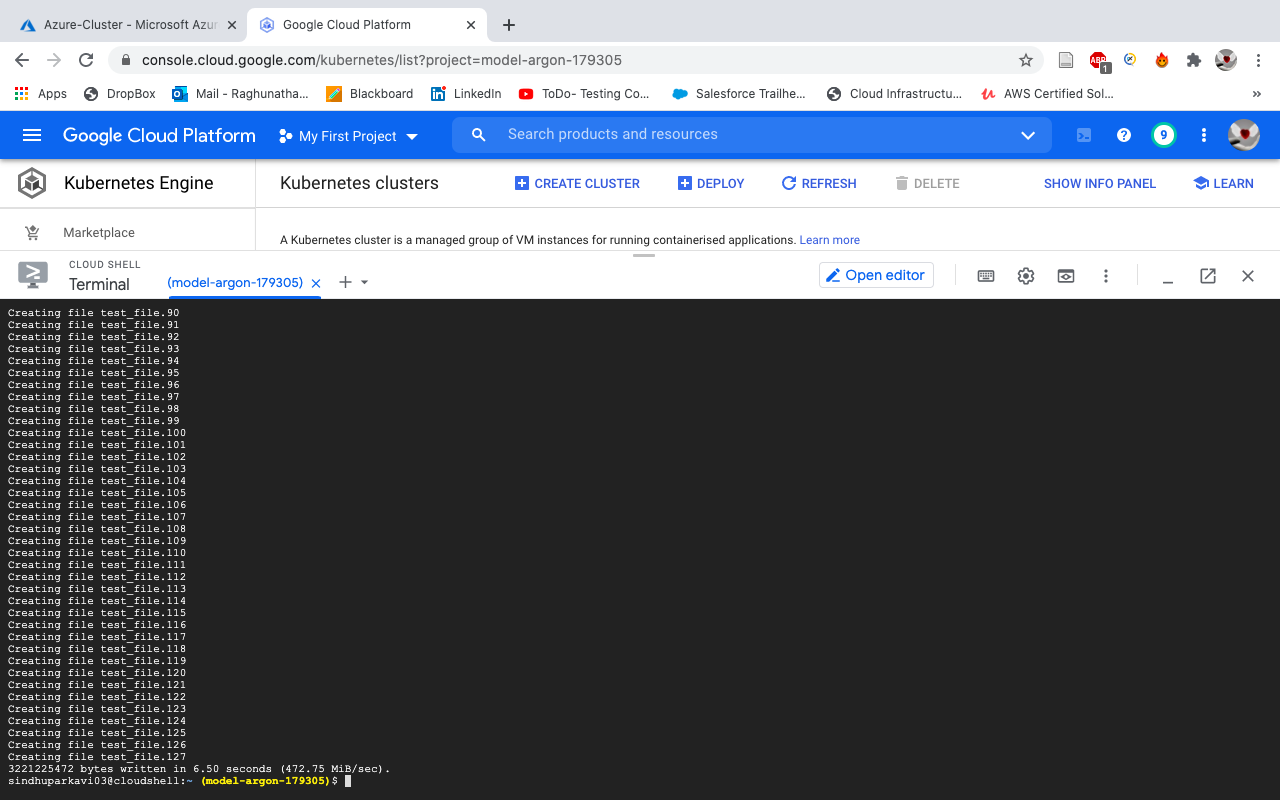 Azure-Cluster - Microsoft Azur
Google Cloud Platform
console.cloud.google.com/kubernetes/list?project=model-argon-179305
ABP
1
Apps
DropBox
Mail - Raghunatha...
Blackboard
LinkedIn
ToDo- Testing Co...
Salesforce Trailhe...
Cloud Infrastructu...
AWS Certified Sol...
»
Google Cloud Platform
My First Project
Search products and resources
9
Kubernetes Engine
Kubernetes clusters
CREATE CLUSTER
DEPLOY
REFRESH
DELETE
SHOW INFO PANEL
LEARN
Marketplace
A Kubernetes cluster is a managed group of VM instances for running containerised applications. Learn more
CLOUD SHELL
Terminal
(model-argon-179305)
Open editor
Creating file test_file.90
Creating file test_file.91
Creating file test_file.92
Creating file test_file.93
Creating file test_file.94
Creating file test_file.95
Creating file test_file.96
Creating file test_file.97
Creating file test_file.98
Creating file test_file.99
Creating file test_file.100
Creating file test_file.101
Creating file test_file.102
Creating file test_file.103
Creating file test_file.104
Creating file test_file.105
Creating file test_file.106
Creating file test_file.107
Creating file test_file.108
Creating file test_file.109
Creating file test_file.110
Creating file test_file.111
Creating file test_file.112
Creating file test_file.113
Creating file test_file.114
Creating file test_file.115
Creating file test_file.116
Creating file test_file.117
Creating file test_file.118
Creating file test_file.119
Creating file test_file.120
Creating file test_file.121
Creating file test_file.122
Creating file test_file.123
Creating file test_file.124
Creating file test_file.125
Creating file test_file.126
Creating file test_file.127
3221225472 bytes written in 6.50 seconds (472.75 MiB/sec).
sindhuparkavi03@cloudshell:~ (model-argon-179305)$